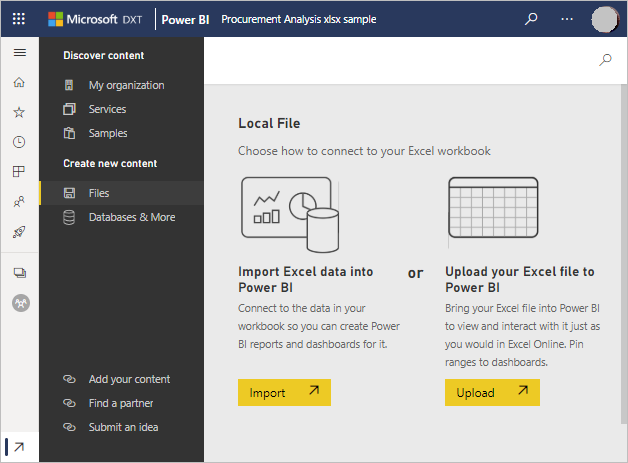 Microsoft DXT Power BI Procurement Analysis xlsx sample
Discover content
My organization
Services
Samples
Create new content
Files
Databases & More
Add your content
Find a partner
Submit an idea
Local File
Choose how to connect to your Excel workbook
Import Excel data into
Power BI
Connect to the data in your
workbook so you can create Power
BI reports and dashboards for it.
Import
or
Upload your Excel file to
Power BI
Bring your Excel file into Power BI
to view and interact with it just as
you would in Excel Online. Pin
ranges to dashboards.
Upload